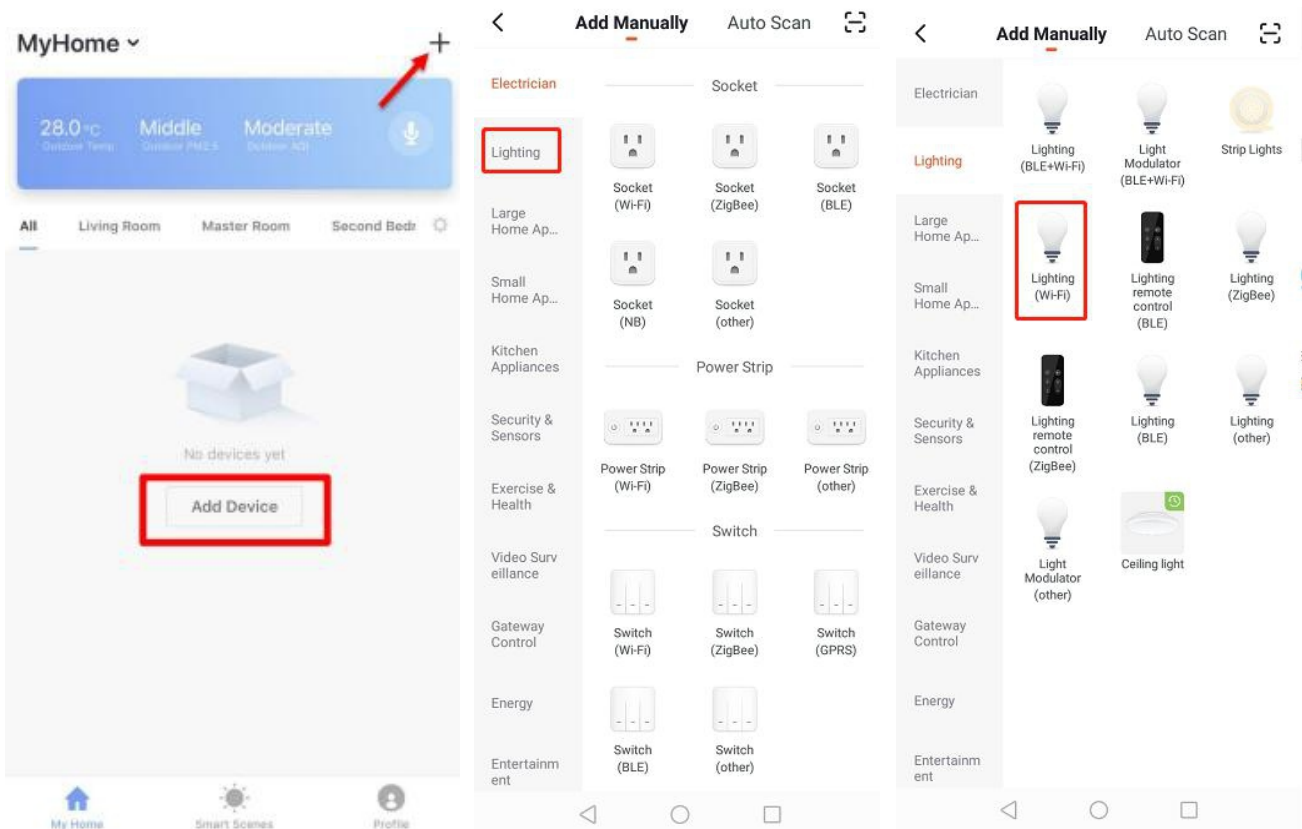 MyHome
28.0 °C Middle Moderate
Outdoor Temp Outdoor PM2.5 Outdoor AQI
All Living Room Master Room Second Bedr
No devices yet
Add Device
My Home Smart Scenes Profile
Add Manually Auto Scan
Electrician
Lighting
Large
Home Ap...
Small
Home Ap...
Kitchen
Appliances
Security &
Sensors
Exercise &
Health
Video Surv
eillance
Gateway
Control
Energy
Entertainm
ent
Socket
Socket
(Wi-Fi)
Socket
(ZigBee)
Socket
(BLE)
Socket
(NB)
Socket
(other)
Power Strip
Power Strip
(Wi-Fi)
Power Strip
(ZigBee)
Power Strip
(other)
Switch
Switch
(Wi-Fi)
Switch
(ZigBee)
Switch
(GPRS)
Switch
(BLE)
Switch
(other)
Add Manually Auto Scan
Electrician
Lighting
Large
Home Ap...
Small
Home Ap...
Kitchen
Appliances
Security &
Sensors
Exercise &
Health
Video Surv
eillance
Gateway
Control
Energy
Entertainm
ent
Lighting
(BLE+Wi-Fi)
Light
Modulator
(BLE+Wi-Fi)
Strip Lights
Lighting
(Wi-Fi)
Lighting
remote
control
(BLE)
Lighting
(ZigBee)
Lighting
remote
control
(ZigBee)
Lighting
(BLE)
Lighting
(other)
Light
Modulator
(other)
Ceiling light